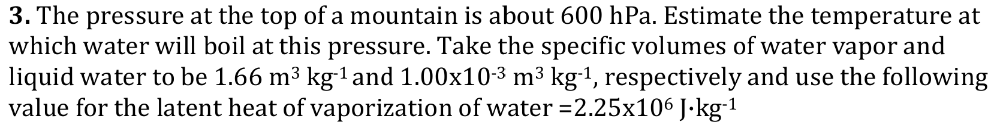 3. The pressure at the top of a mountain is about 600 hPa. Estimate the temperature at
which water will boil at this pressure. Take the specific volumes of water vapor and
liquid water to be 1.66 m³ kg⁻¹ and 1.00x10⁻³ m³ kg⁻¹, respectively and use the following
value for the latent heat of vaporization of water =2.25x10⁶ J·kg⁻¹